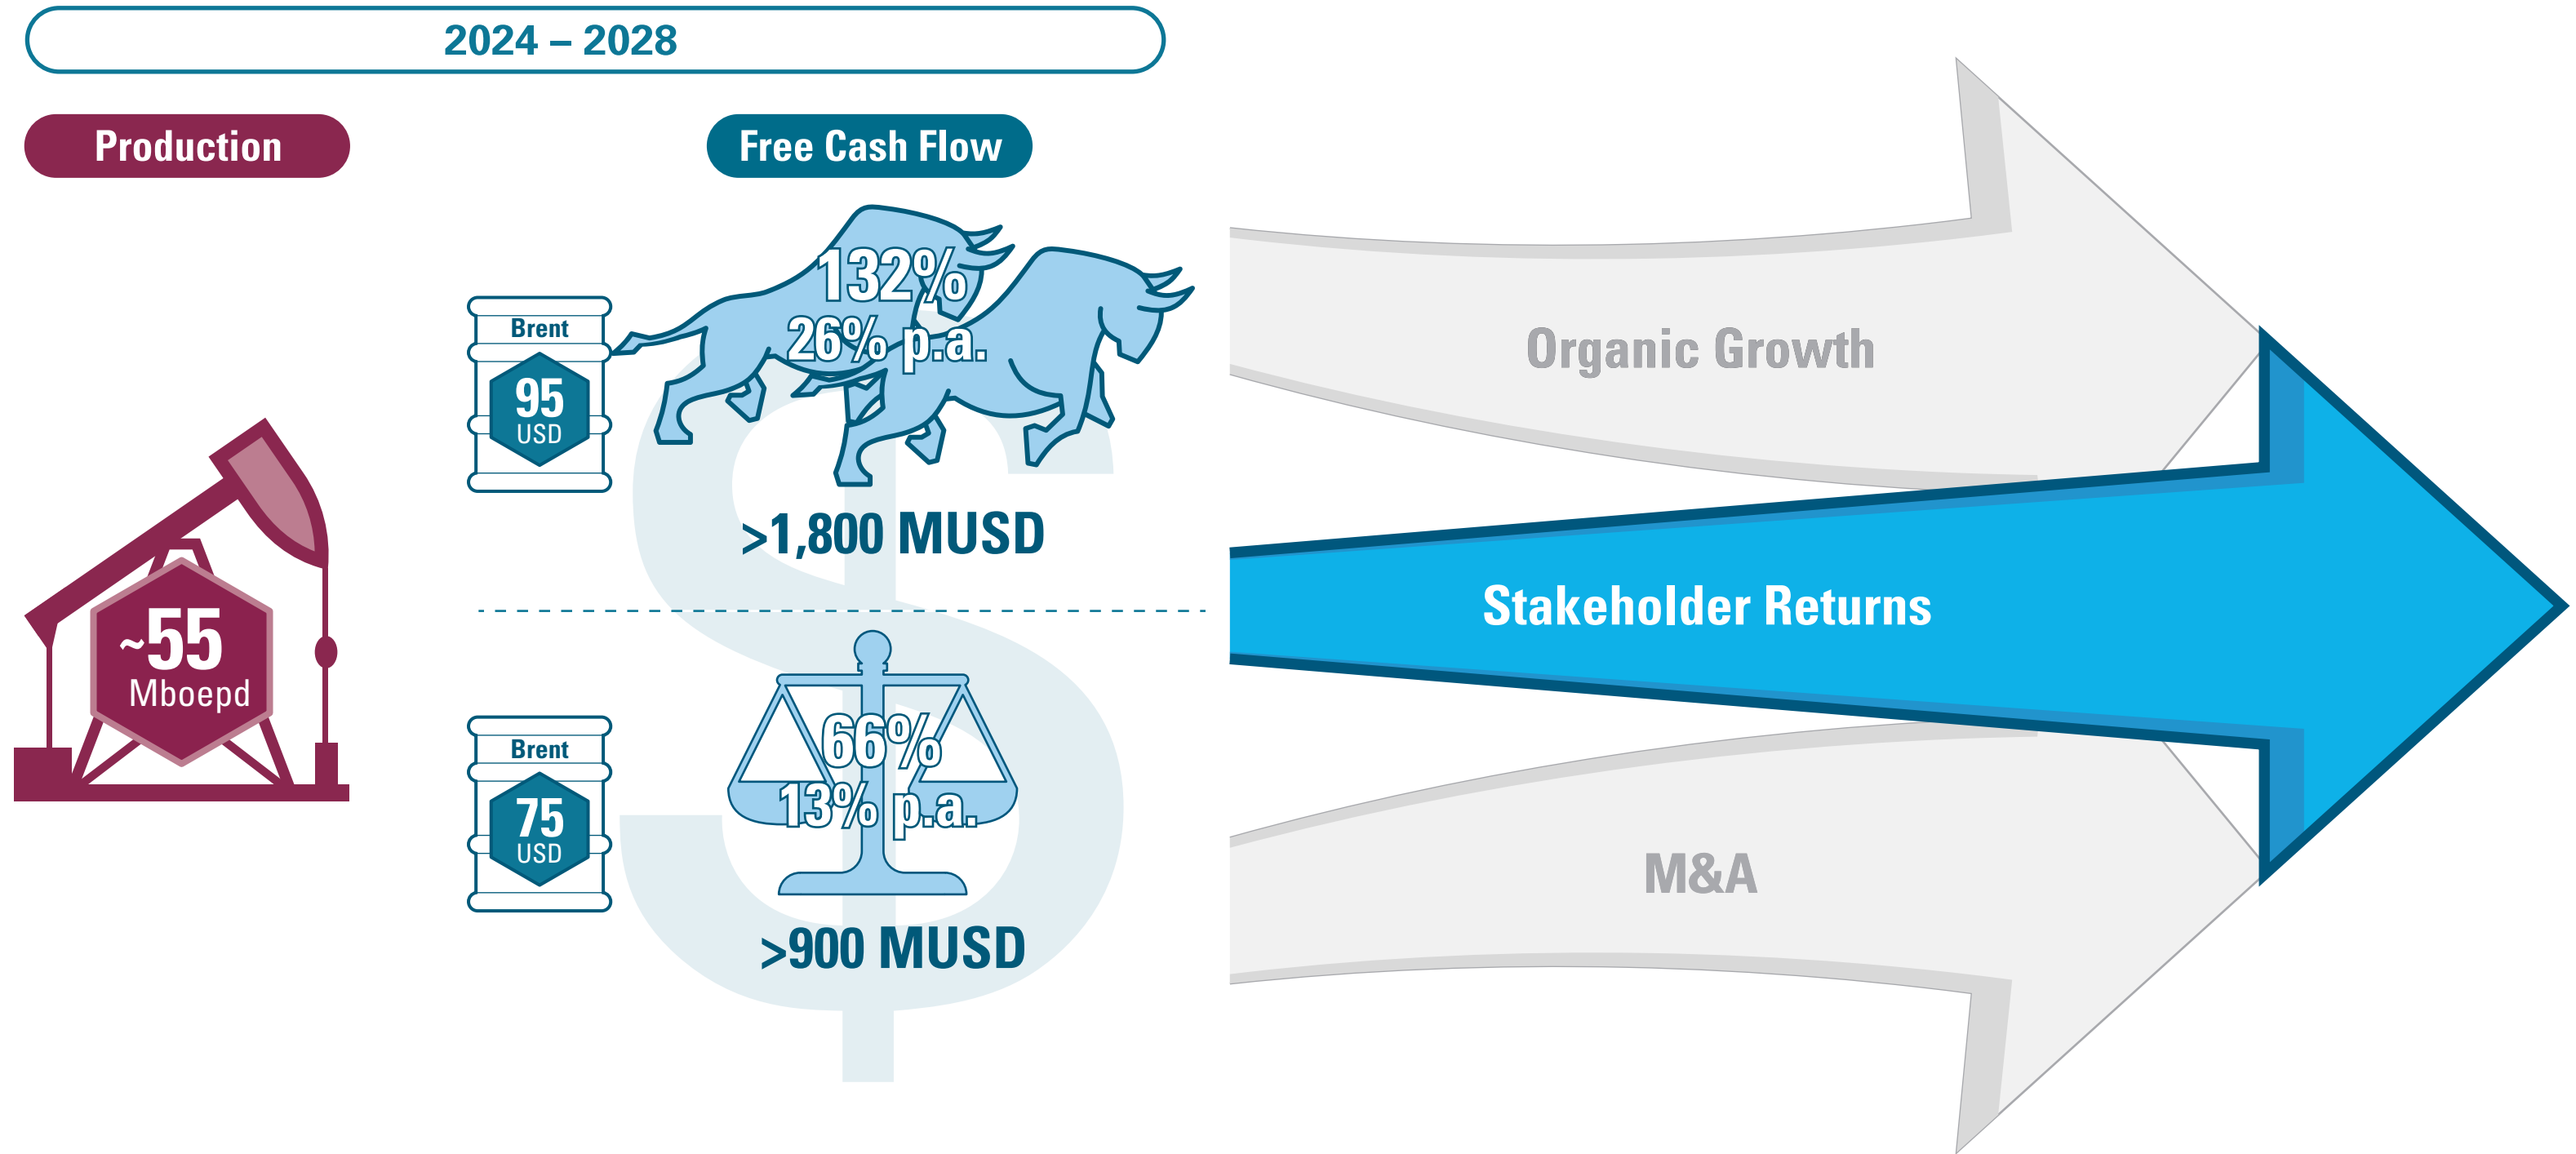 2024 – 2028
Production
Free Cash Flow
132%
26% p.a.
Brent
95
USD
>1,800 MUSD
~55
Mboepd
66%
13% p.a.
Brent
75
USD
>900 MUSD
Organic Growth
Stakeholder Returns
M&A